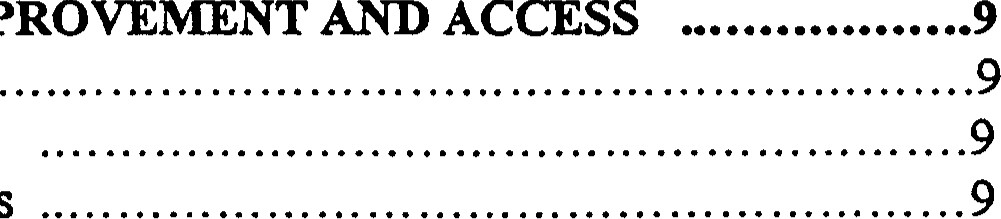 PROVEMENT AND ACCESS ..................9
..........................................................9
.......................................................9
s .......................................................9